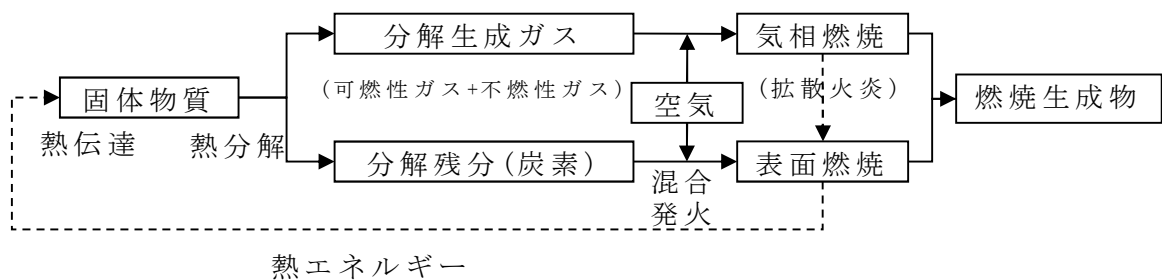 分解生成ガス
気相燃焼
(可燃性ガス+不燃性ガス)
(拡散火炎)
固体物質
空気
燃焼生成物
熱伝達
熱分解
分解残分(炭素)
表面燃焼
混合
発火
熱エネルギー